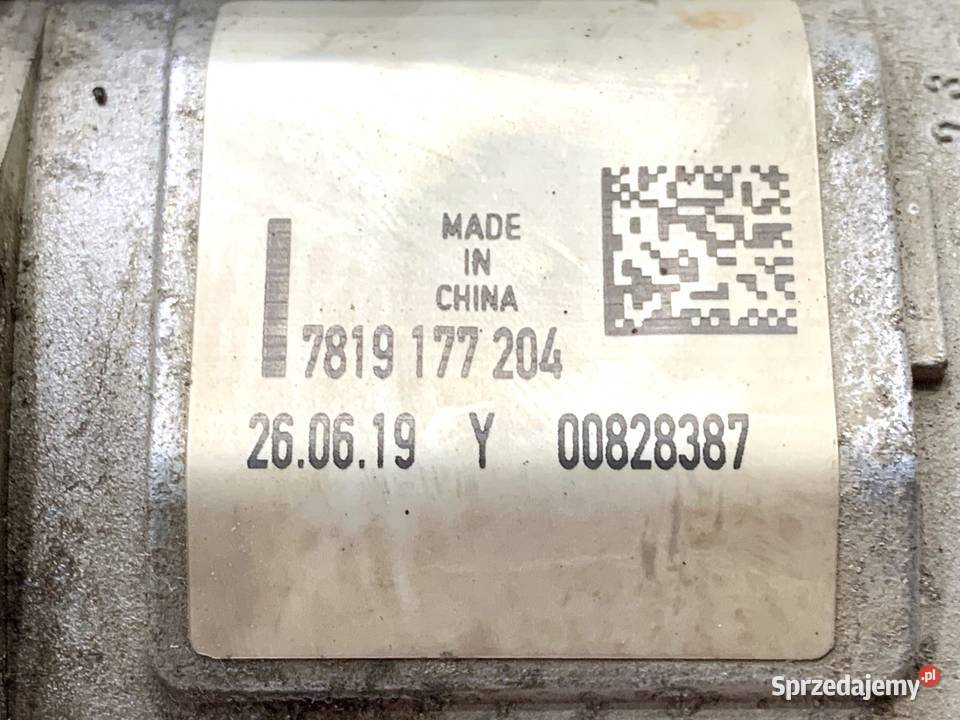 MADE
IN
CHINA
7819 177 204
26.06.19 Y 00828387
Sprzedajemy.pl